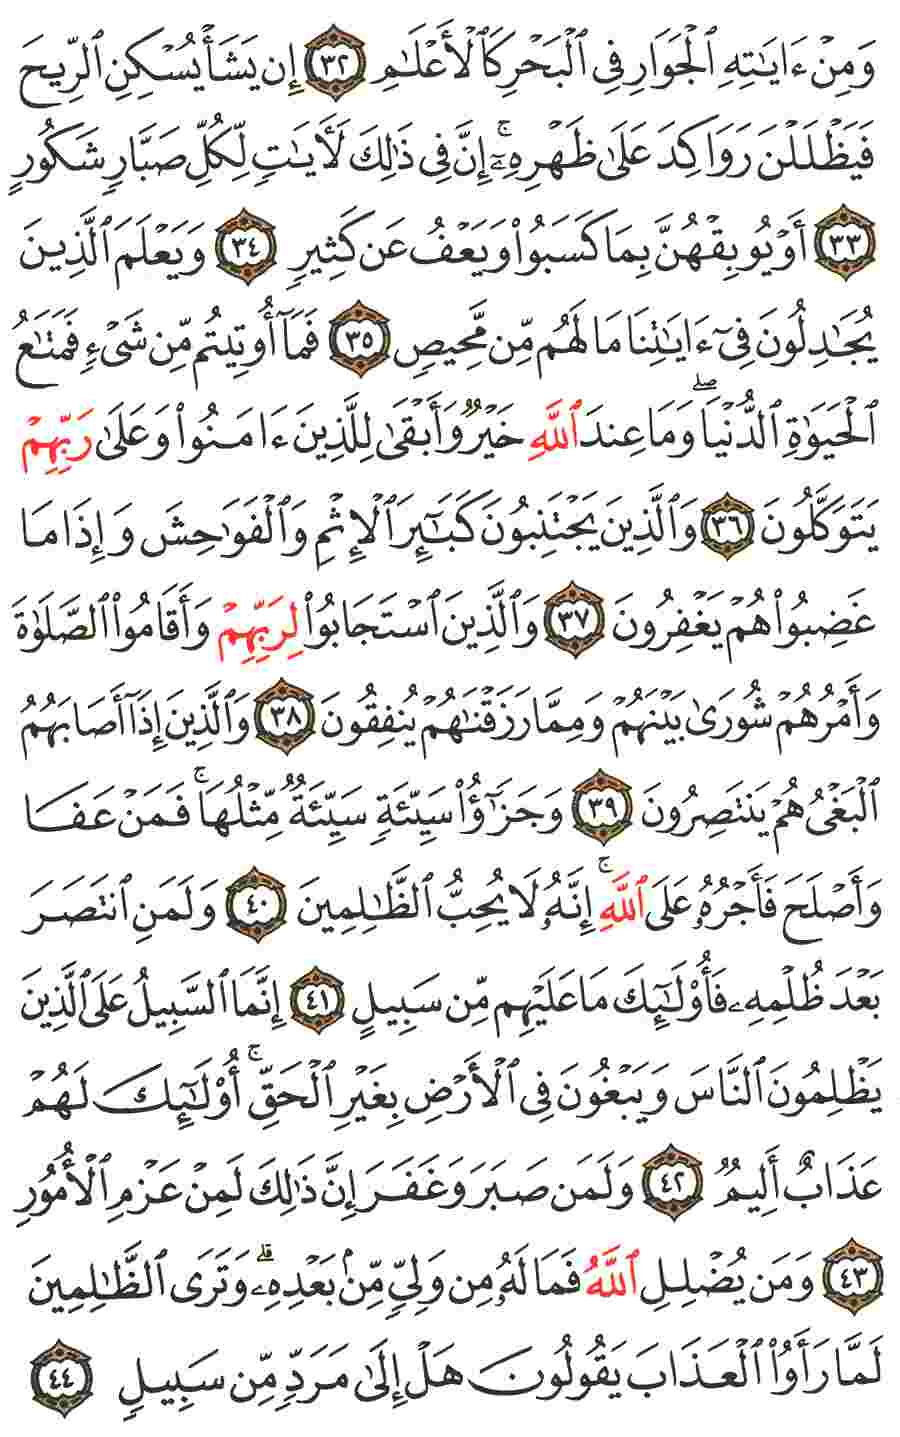 وَمِنْ ءَايَٰتِهِ ٱلْجَوَارِ فِى ٱلْبَحْرِ كَٱلْأَعْلَٰمِ ٣٢ إِن يَشَأْ يُسْكِنِ ٱلرِّيحَ
فَيَظْلَلْنَ رَوَاكِدَ عَلَىٰ ظَهْرِهِۦٓ ۚ إِنَّ فِى ذَٰلِكَ لَـَٔايَٰتٍ لِّكُلِّ صَبَّارٍ شَكُورٍ
٣٣ أَوْ يُوبِقْهُنَّ بِمَا كَسَبُوا۟ وَيَعْفُ عَن كَثِيرٍ ٣٤ وَيَعْلَمَ ٱلَّذِينَ
يُجَٰدِلُونَ فِىٓ ءَايَٰتِنَا مَا لَهُم مِّن مَّحِيصٍ ٣٥ فَمَآ أُوتِيتُم مِّن شَىْءٍ فَمَتَٰعُ
ٱلْحَيَوٰةِ ٱلدُّنْيَا ۖ وَمَا عِندَ ٱللَّهِ خَيْرٌ وَأَبْقَىٰ لِلَّذِينَ ءَامَنُوا۟ وَعَلَىٰ رَبِّهِمْ
يَتَوَكَّلُونَ ٣٦ وَٱلَّذِينَ يَجْتَنِبُونَ كَبَٰٓئِرَ ٱلْإِثْمِ وَٱلْفَوَٰحِشَ وَإِذَا مَا
غَضِبُوا۟ هُمْ يَغْفِرُونَ ٣٧ وَٱلَّذِينَ ٱسْتَجَابُوا۟ لِرَبِّهِمْ وَأَقَامُوا۟ ٱلصَّلَوٰةَ
وَأَمْرُهُمْ شُورَىٰ بَيْنَهُمْ وَمِمَّا رَزَقْنَٰهُمْ يُنفِقُونَ ٣٨ وَٱلَّذِينَ إِذَآ أَصَابَهُمُ
ٱلْبَغْىُ هُمْ يَنتَصِرُونَ ٣٩ وَجَزَٰٓؤُا۟ سَيِّئَةٍ سَيِّئَةٌ مِّثْلُهَا ۖ فَمَنْ عَفَا
وَأَصْلَحَ فَأَجْرُهُۥ عَلَى ٱللَّهِ ۚ إِنَّهُۥ لَا يُحِبُّ ٱلظَّٰلِمِينَ ٤٠ وَلَمَنِ ٱنتَصَرَ
بَعْدَ ظُلْمِهِۦ فَأُو۟لَٰٓئِكَ مَا عَلَيْهِم مِّن سَبِيلٍ ٤١ إِنَّمَا ٱلسَّبِيلُ عَلَى ٱلَّذِينَ
يَظْلِمُونَ ٱلنَّاسَ وَيَبْغُونَ فِى ٱلْأَرْضِ بِغَيْرِ ٱلْحَقِّ ۚ أُو۟لَٰٓئِكَ لَهُمْ
عَذَابٌ أَلِيمٌ ٤٢ وَلَمَن صَبَرَ وَغَفَرَ إِنَّ ذَٰلِكَ لَمِنْ عَزْمِ ٱلْأُمُورِ
٤٣ وَمَن يُضْلِلِ ٱللَّهُ فَمَا لَهُۥ مِن وَلِىٍّ مِّنۢ بَعْدِهِۦ ۗ وَتَرَى ٱلظَّٰلِمِينَ
لَمَّا رَأَوُا۟ ٱلْعَذَابَ يَقُولُونَ هَلْ إِلَىٰ مَرَدٍّ مِّن سَبِيلٍ ٤٤